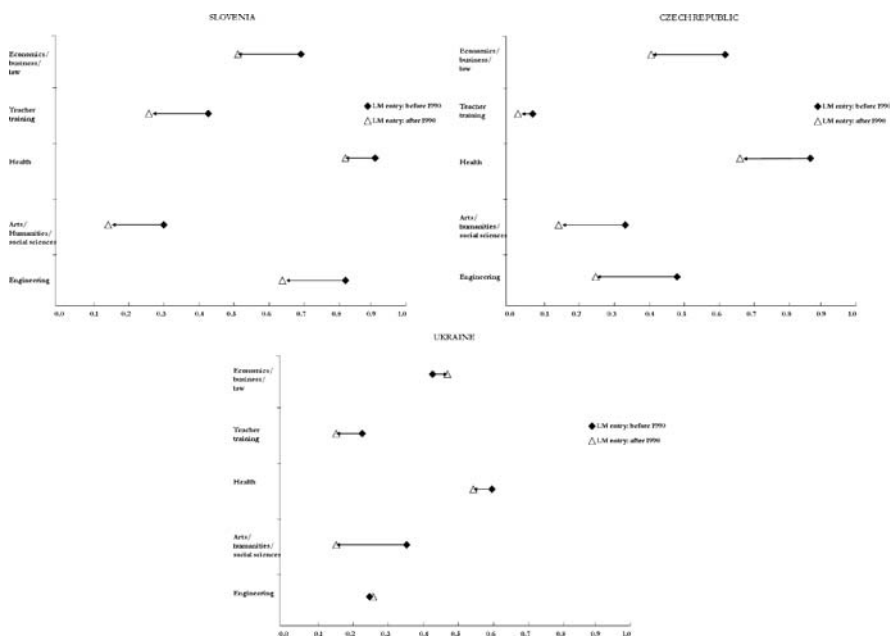 SLOVENIA
Economics/
business/
law
Teacher
training
Health
Arts/
Humanities/
social sciences
Engineering
LM entry: before 1990
LM entry: after 1990
0.0 0.1 0.2 0.3 0.4 0.5 0.6 0.7 0.8 0.9 1.0
CZECH REPUBLIC
Economics/
business/
law
Teacher
training
Health
Arts/
humanities/
social sciences
Engineering
LM entry: before 1990
LM entry: after 1990
0.0 0.1 0.2 0.3 0.4 0.5 0.6 0.7 0.8 0.9 1.0
UKRAINE
Economics/
business/
law
Teacher
training
Health
Arts/
humanities/
social sciences
Engineering
LM entry: before 1990
LM entry: after 1990
0.0 0.1 0.2 0.3 0.4 0.5 0.6 0.7 0.8 0.9 1.0